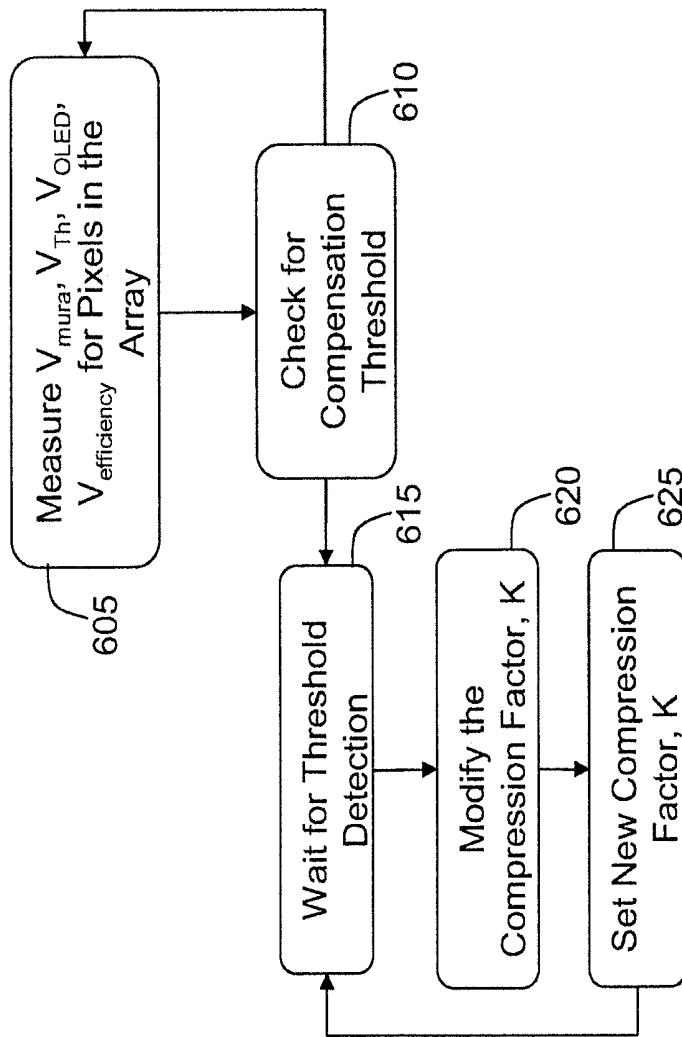 Measure V_mura, V_Th, V_OLED,
V_efficiency for Pixels in the
Array
605
Check for
Compensation
Threshold
610
Wait for Threshold
Detection
615
Modify the
Compression Factor, K
620
Set New Compression
Factor, K
625